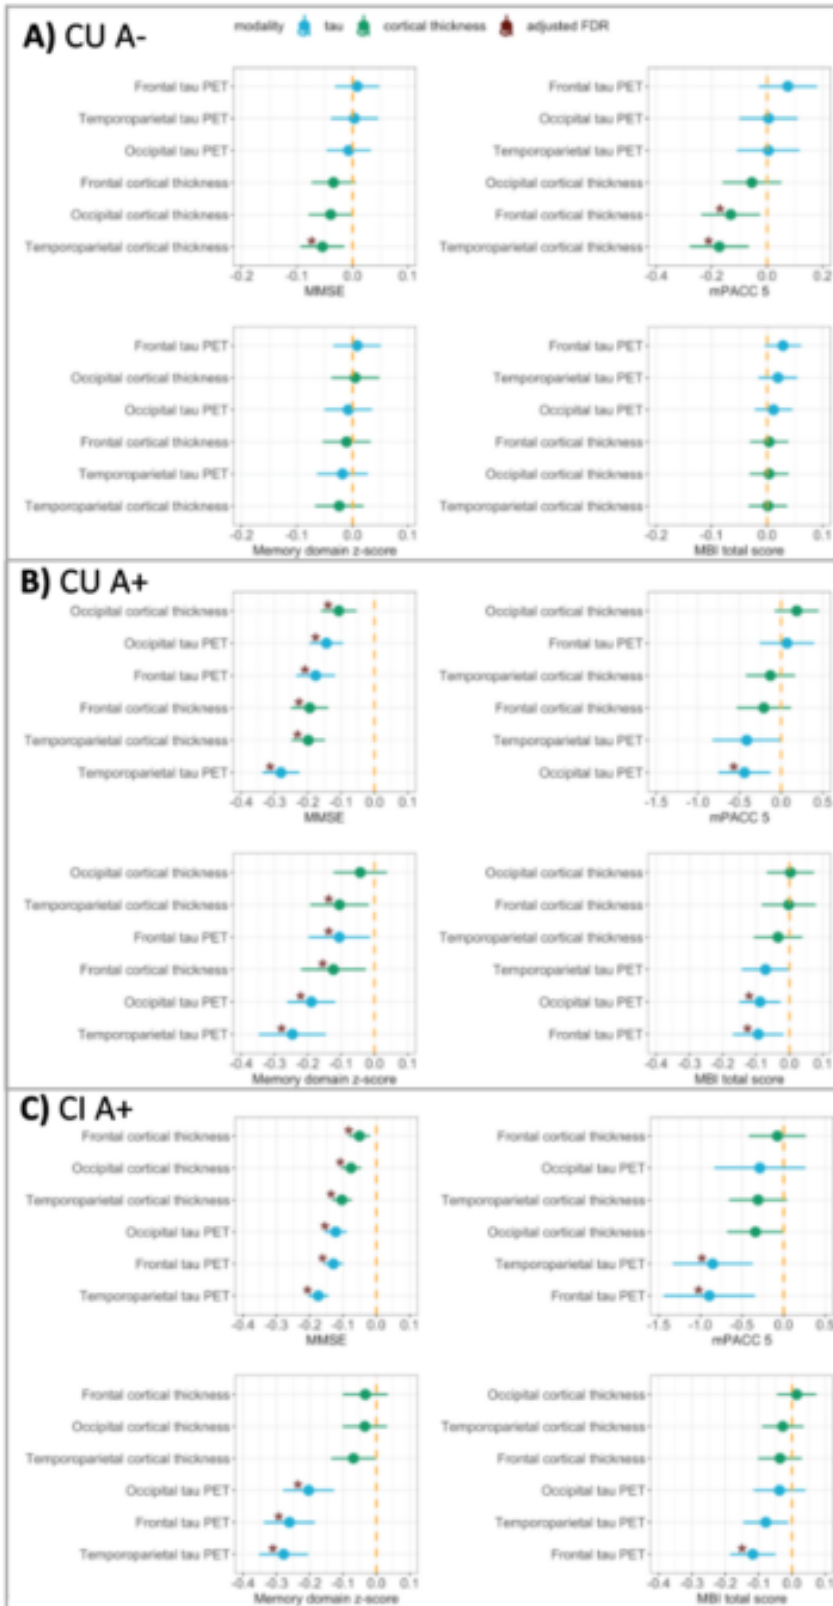 A) CU A-
modality tau cortical thickness adjusted FDR
Frontal tau PET
Temporoparietal tau PET
Occipital tau PET
Frontal cortical thickness
Occipital cortical thickness
Temporoparietal cortical thickness
-0.2 -0.1 0.0 0.1
MMSE
Frontal tau PET
Occipital tau PET
Temporoparietal tau PET
Occipital cortical thickness
Frontal cortical thickness
Temporoparietal cortical thickness
-0.4 -0.2 0.0 0.2
mPACC 5
Frontal tau PET
Occipital cortical thickness
Occipital tau PET
Frontal cortical thickness
Temporoparietal tau PET
Temporoparietal cortical thickness
-0.2 -0.1 0.0 0.1
Memory domain z-score
Frontal tau PET
Temporoparietal tau PET
Occipital tau PET
Frontal cortical thickness
Occipital cortical thickness
Temporoparietal cortical thickness
-0.2 -0.1 0.0 0.1
MBI total score
B) CU A+
Occipital cortical thickness
Occipital tau PET
Frontal tau PET
Frontal cortical thickness
Temporoparietal cortical thickness
Temporoparietal tau PET
-0.4 -0.3 -0.2 -0.1 0.0 0.1
MMSE
Occipital cortical thickness
Frontal tau PET
Temporoparietal cortical thickness
Frontal cortical thickness
Temporoparietal tau PET
Occipital tau PET
-1.5 -1.0 -0.5 0.0 0.5
mPACC 5
Occipital cortical thickness
Temporoparietal cortical thickness
Frontal tau PET
Frontal cortical thickness
Occipital tau PET
Temporoparietal tau PET
-0.4 -0.3 -0.2 -0.1 0.0 0.1
Memory domain z-score
Occipital cortical thickness
Frontal cortical thickness
Temporoparietal cortical thickness
Temporoparietal tau PET
Occipital tau PET
Frontal tau PET
-0.4 -0.3 -0.2 -0.1 0.0 0.1
MBI total score
C) CI A+
Frontal cortical thickness
Occipital cortical thickness
Temporoparietal cortical thickness
Occipital tau PET
Frontal tau PET
Temporoparietal tau PET
-0.4 -0.3 -0.2 -0.1 0.0 0.1
MMSE
Frontal cortical thickness
Occipital tau PET
Temporoparietal cortical thickness
Occipital cortical thickness
Temporoparietal tau PET
Frontal tau PET
-1.5 -1.0 -0.5 0.0 0.5
mPACC 5
Frontal cortical thickness
Occipital cortical thickness
Temporoparietal cortical thickness
Occipital tau PET
Frontal tau PET
Temporoparietal tau PET
-0.4 -0.3 -0.2 -0.1 0.0 0.1
Memory domain z-score
Occipital cortical thickness
Temporoparietal cortical thickness
Frontal cortical thickness
Occipital tau PET
Temporoparietal tau PET
Frontal tau PET
-0.4 -0.3 -0.2 -0.1 0.0 0.1
MBI total score